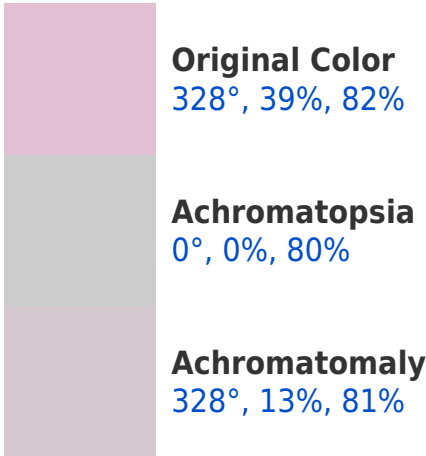 Original Color
328°, 39%, 82%
Achromatopsia
0°, 0%, 80%
Achromatomaly
328°, 13%, 81%